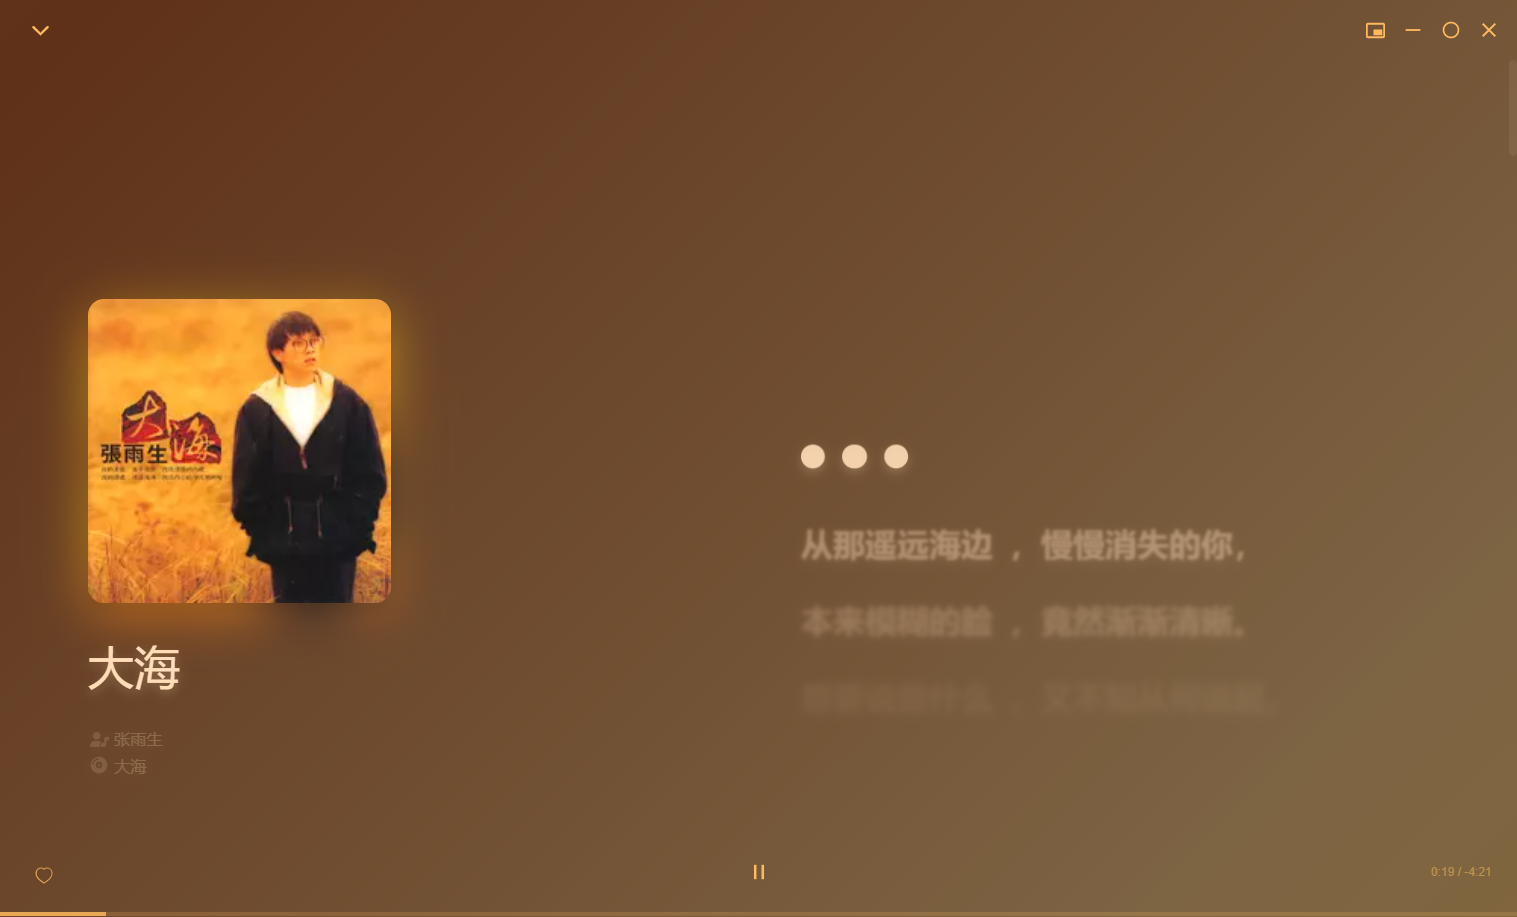 大海
張雨生
从那遥远海边 ， 慢慢消失的你，
本来模糊的脸 ， 竟然渐渐清晰。
大海
张雨生
大海
0:19 / -4:21